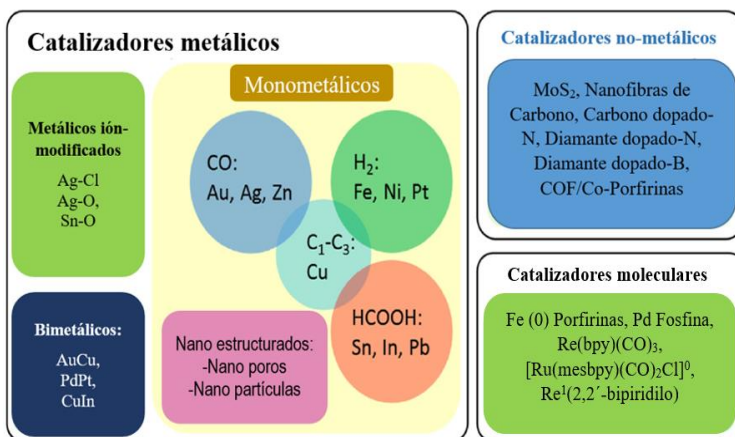 Catalizadores metálicos
Metálicos ión-
modificados
Ag-Cl
Ag-O,
Sn-O
Bimetálicos:
AuCu,
PdPt,
CuIn
Monometálicos
CO:
Au, Ag, Zn
H₂:
Fe, Ni, Pt
C₁-C₃:
Cu
HCOOH:
Sn, In, Pb
Nano estructurados:
-Nano poros
-Nano partículas
Catalizadores no-metálicos
MoS₂, Nanofibras de
Carbono, Carbono dopado-
N, Diamante dopado-N,
Diamante dopado-B,
COF/Co-Porfirinas
Catalizadores moleculares
Fe (0) Porfirinas, Pd Fosfina,
Re(bpy)(CO)₃,
[Ru(mesbpy)(CO)₂Cl]⁰,
Re¹(2,2´-bipiridilo)